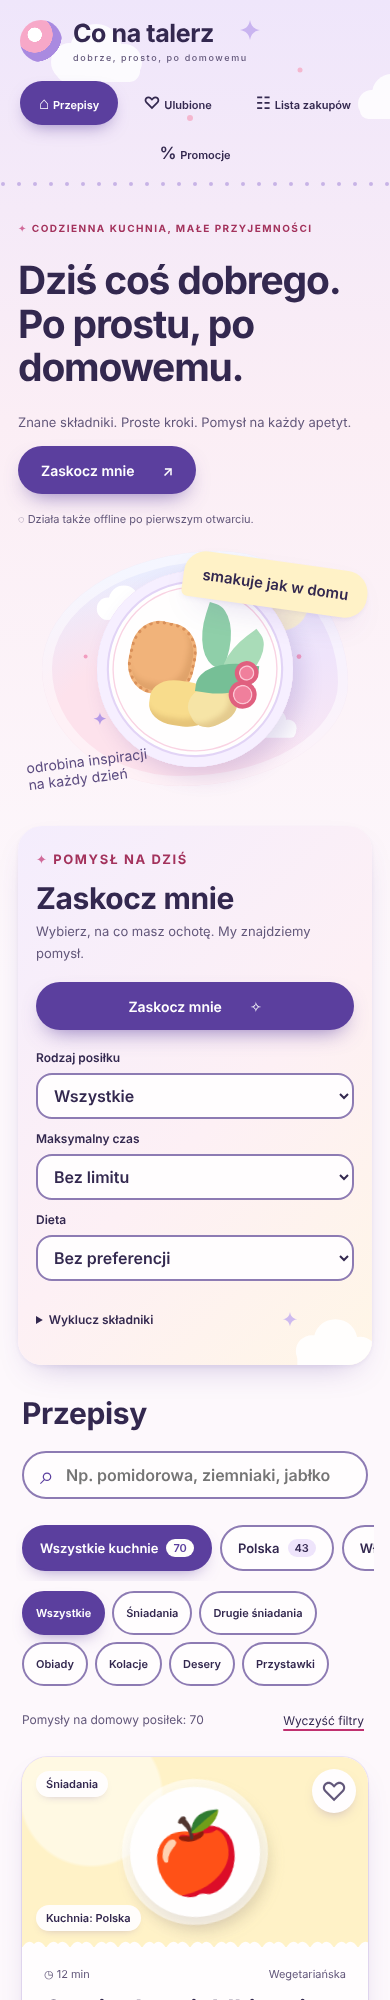 Co na talerz
dobrze, prosto, po domowemu
Przepisy
Ulubione
Lista zakupów
% Promocje
CODZIENNA KUCHNIA, MAŁE PRZYJEMNOŚCI
Dziś coś dobrego.
Po prostu, po
domowemu.
Znane składniki. Proste kroki. Pomysł na każdy apetyt.
Zaskocz mnie
Działa także offline po pierwszym otwarciu.
smakuje jak w domu
odrobina inspiracji
na każdy dzień
POMYSŁ NA DZIŚ
Zaskocz mnie
Wybierz, na co masz ochotę. My znajdziemy
pomysł.
Zaskocz mnie
Rodzaj posiłku
Wszystkie
Maksymalny czas
Bez limitu
Dieta
Bez preferencji
Wyklucz składniki
Przepisy
Np. pomidorowa, ziemniaki, jabłko
Wszystkie kuchnie 70
Polska 43
Wszystkie
Śniadania
Drugie śniadania
Obiady
Kolacje
Desery
Przystawki
Pomysły na domowy posiłek: 70
Wyczyść filtry
Śniadania
Kuchnia: Polska
12 min
Wegetariańska